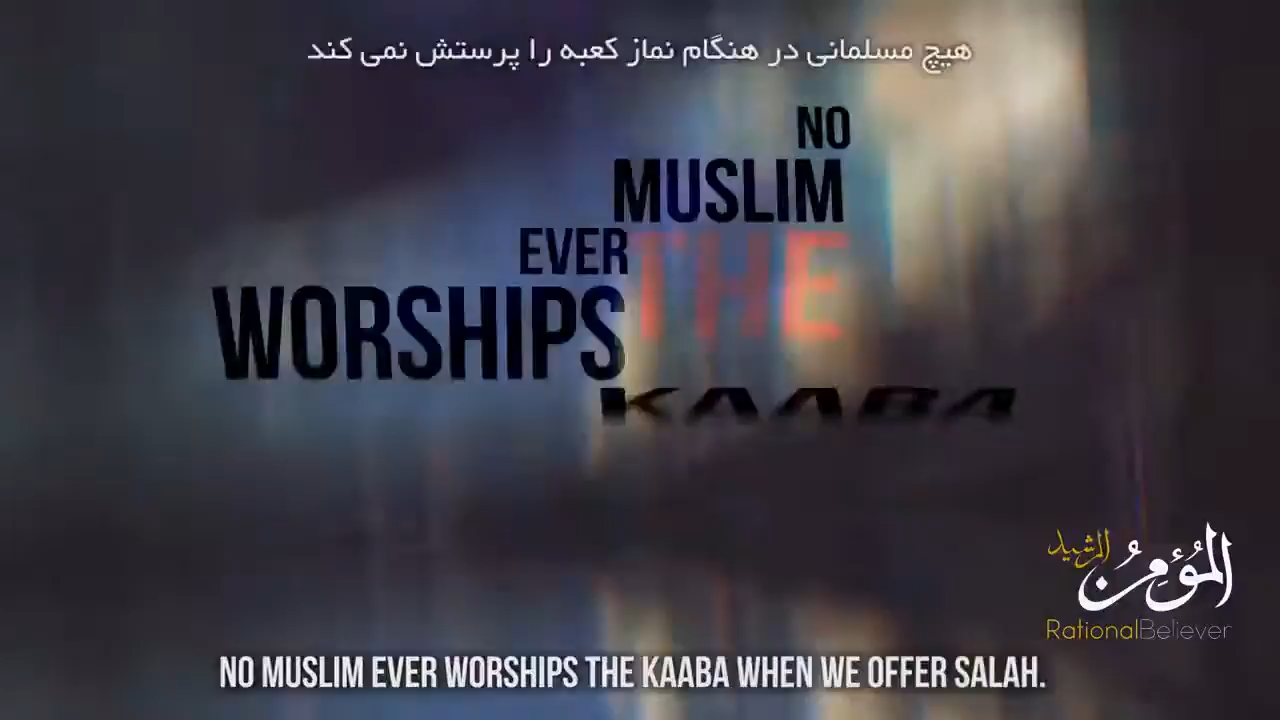 هیچ مسلمانی در هنگام نماز کعبه را پرستش نمی کند
NO
MUSLIM
EVER THE
WORSHIPS
KAABA
المؤمن الرشيد
RationalBeliever
NO MUSLIM EVER WORSHIPS THE KAABA WHEN WE OFFER SALAH.